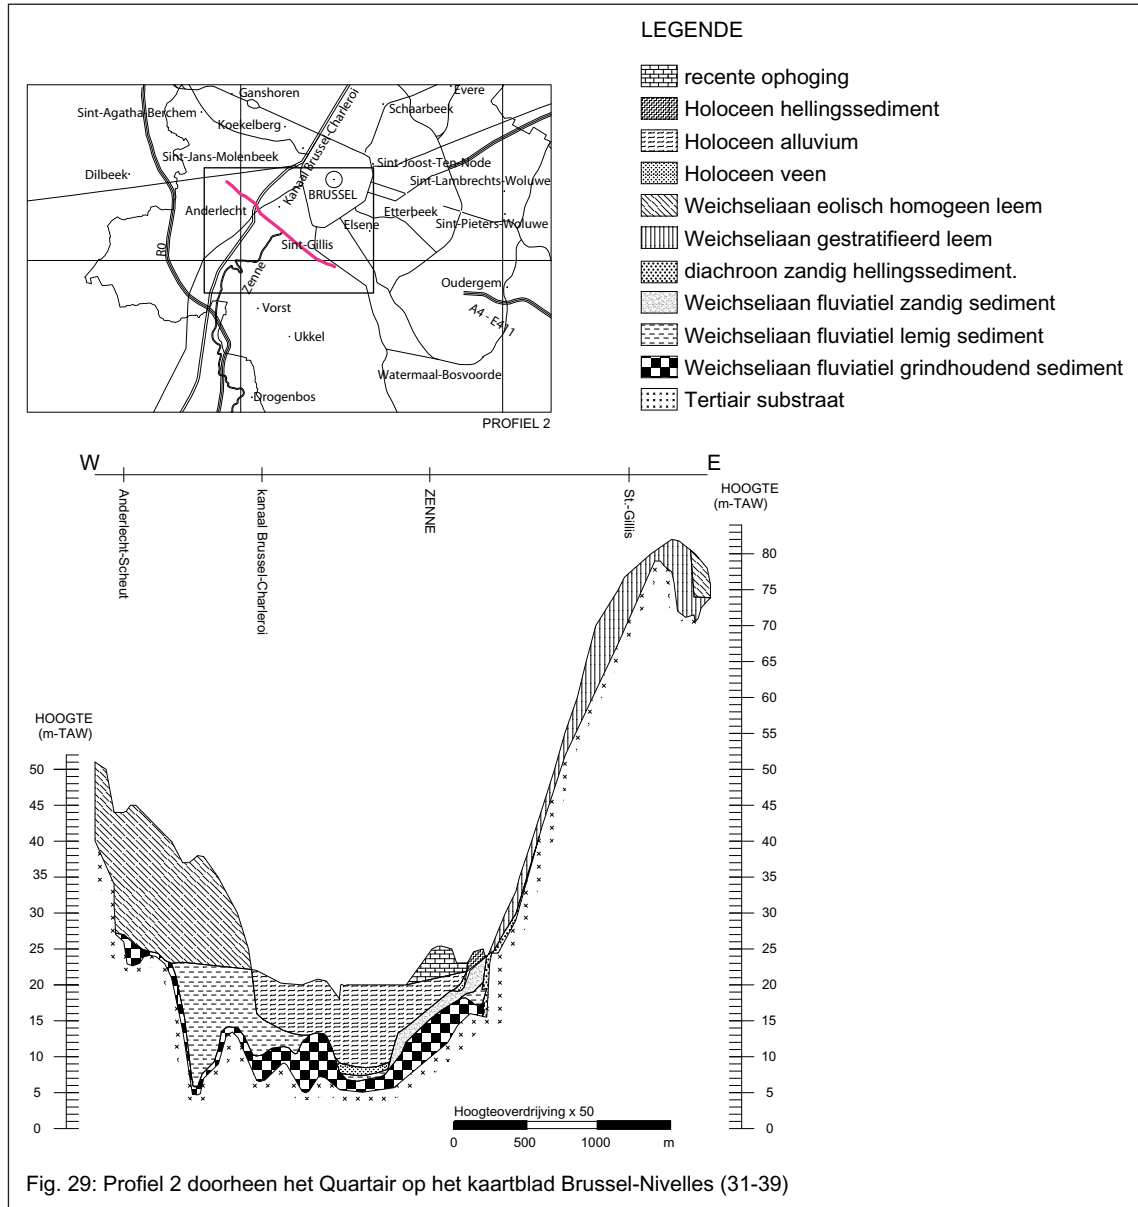 LEGENDE
recente ophoging
Holoceen hellingssediment
Holoceen alluvium
Holoceen veen
Weichseliaan eolisch homogeen leem
Weichseliaan gestratifieerd leem
diachroon zandig hellingssediment.
Weichseliaan fluviatiel zandig sediment
Weichseliaan fluviatiel lemig sediment
Weichseliaan fluviatiel grindhoudend sediment
Tertiair substraat
Ganshoren
Evere
Sint-Agatha-Berchem
Schaarbeek
Koekelberg
Kanaal Brussel-Charleroi
Sint-Jans-Molenbeek
Sint-Joost-Ten-Node
Dilbeek
Sint-Lambrechts-Woluwe
BRUSSEL
Anderlecht
Etterbeek
Elsene
Sint-Pieters-Woluwe
Sint-Gillis
R0
Zenne
Oudergem
Vorst
A4 - E411
Ukkel
Watermaal-Bosvoorde
Drogenbos
PROFIEL 2
W
E
Anderlecht-Scheut
kanaal Brussel-Charleroi
ZENNE
St.-Gillis
HOOGTE
(m-TAW)
80
75
70
65
60
55
50
45
40
35
30
25
20
15
10
5
0
HOOGTE
(m-TAW)
50
45
40
35
30
25
20
15
10
5
0
Hoogteoverdrijving x 50
0 500 1000 m
Fig. 29: Profiel 2 doorheen het Quartair op het kaartblad Brussel-Nivelles (31-39)